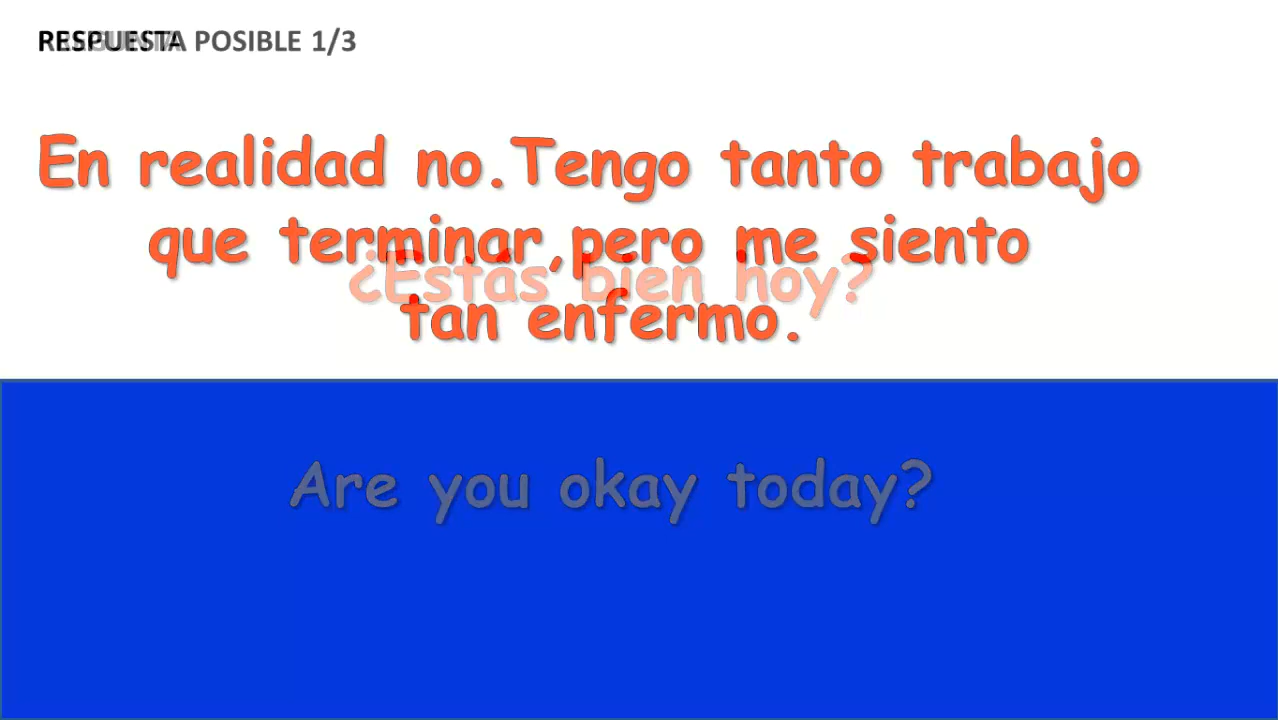 RESPUESTA POSIBLE 1/3
En realidad no.Tengo tanto trabajo
que terminar,pero me siento
¿Estás bien hoy?
tan enfermo.
Are you okay today?